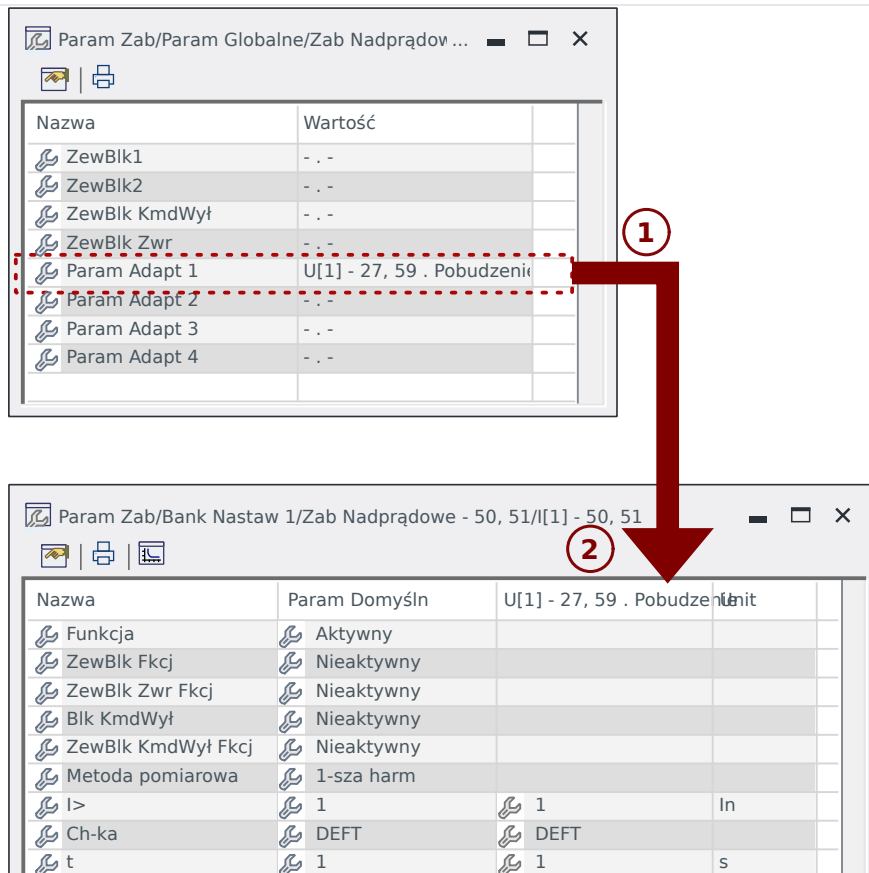 Param Zab/Param Globalne/Zab Nadprądow ...
Nazwa Wartość
ZewBlk1 - . -
ZewBlk2 - . -
ZewBlk KmdWył - . -
ZewBlk Zwr - . -
Param Adapt 1 U[1] - 27, 59 . Pobudzenie
Param Adapt 2 - . -
Param Adapt 3 - . -
Param Adapt 4 - . -
1
Param Zab/Bank Nastaw 1/Zab Nadprądowe - 50, 51/I[1] - 50, 51
2
Nazwa Param Domyśln U[1] - 27, 59 . Pobudzenie Unit
Funkcja Aktywny
ZewBlk Fkcj Nieaktywny
ZewBlk Zwr Fkcj Nieaktywny
Blk KmdWył Nieaktywny
ZewBlk KmdWył Fkcj Nieaktywny
Metoda pomiarowa 1-sza harm
I> 1 1 In
Ch-ka DEFT DEFT
t 1 1 s